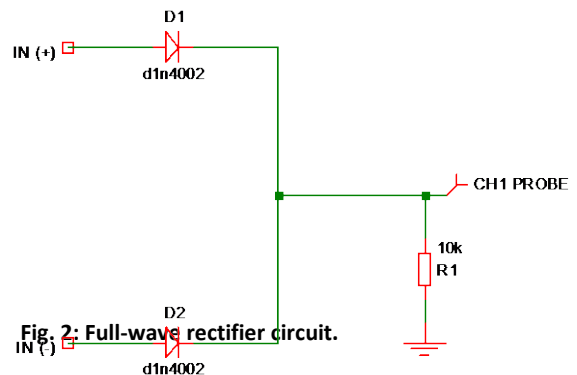 D1
IN (+)
d1n4002
CH1 PROBE
10k
R1
D2
Fig. 2: Full-wave rectifier circuit.
IN (-)
d1n4002